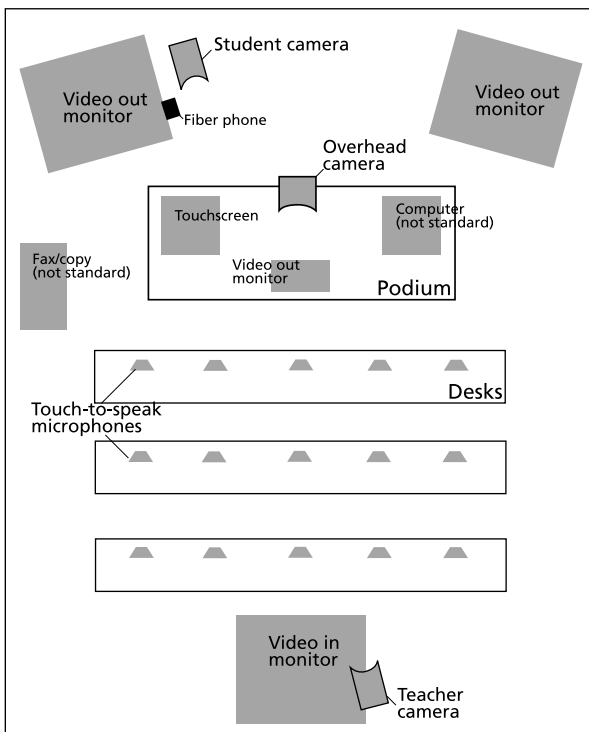 Student camera
Video out
monitor
Video out
monitor
Fiber phone
Overhead
camera
Touchscreen
Computer
(not standard)
Fax/copy
(not standard)
Video out
monitor
Podium
Desks
Touch-to-speak
microphones
Video in
monitor
Teacher
camera